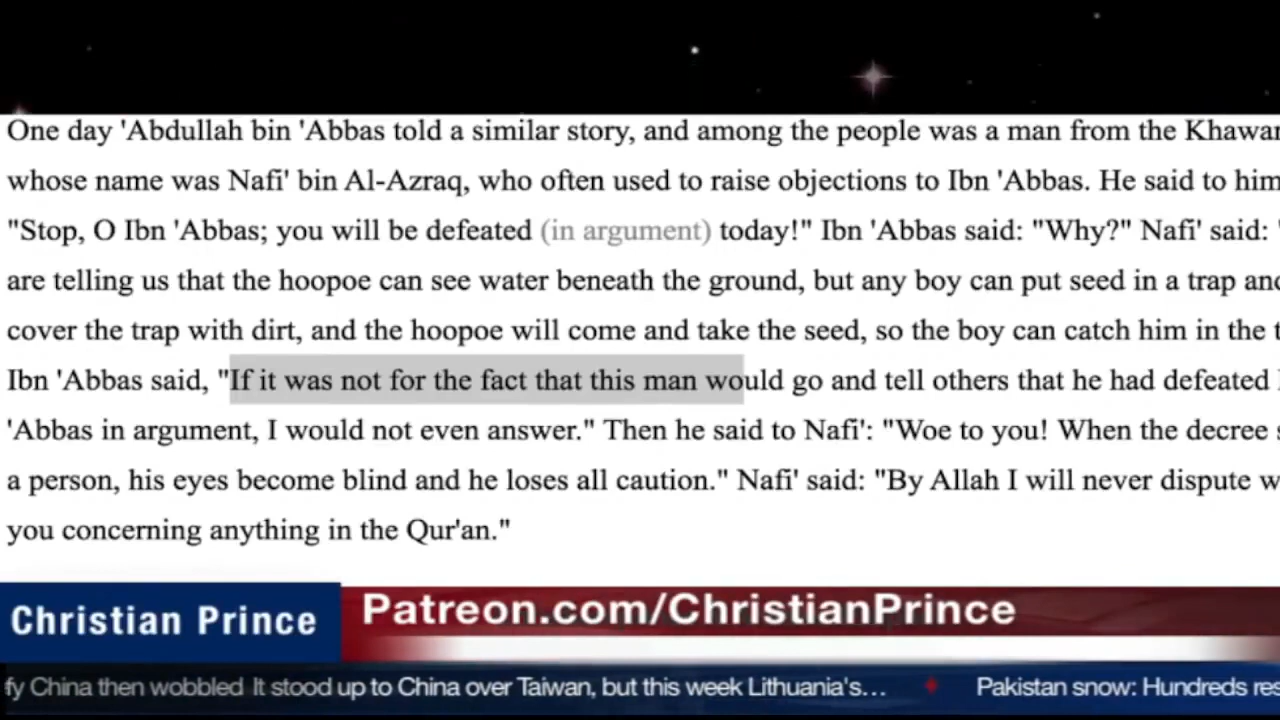 One day 'Abdullah bin 'Abbas told a similar story, and among the people was a man from the
whose name was Nafi' bin Al-Azraq, who often used to raise objections to Ibn 'Abbas. He said to him
"Stop, O Ibn 'Abbas; you will be defeated (in argument) today!" Ibn 'Abbas said: "Why?" Nafi' said:
are telling us that the hoopoe can see water beneath the ground, but any boy can put seed in a trap and
cover the trap with dirt, and the hoopoe will come and take the seed, so the boy can catch him in the
Ibn 'Abbas said, "If it was not for the fact that this man would go and tell others that he had defeated
'Abbas in argument, I would not even answer." Then he said to Nafi': "Woe to you! When the decree
a person, his eyes become blind and he loses all caution." Nafi' said: "By Allah I will never dispute
you concerning anything in the Qur'an."
Christian Prince
Patreon.com/ChristianPrince
China then wobbled It stood up to China over Taiwan, but this week Lithuania's... Pakistan snow: Hundreds